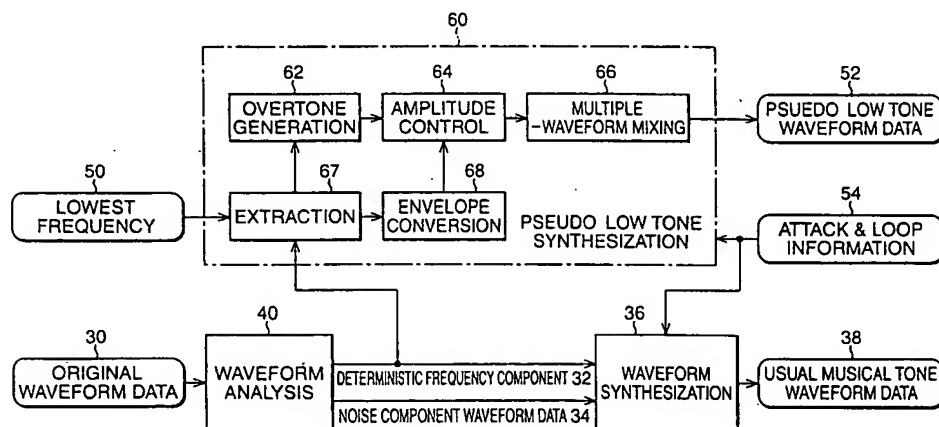 60
62
OVERTONE
GENERATION
64
AMPLITUDE
CONTROL
66
MULTIPLE
-WAVEFORM MIXING
52
PSUEDO LOW TONE
WAVEFORM DATA
50
LOWEST
FREQUENCY
67
EXTRACTION
68
ENVELOPE
CONVERSION
PSEUDO LOW TONE
SYNTHESIZATION
54
ATTACK & LOOP
INFORMATION
30
ORIGINAL
WAVEFORM DATA
40
WAVEFORM
ANALYSIS
DETERMINISTIC FREQUENCY COMPONENT 32
NOISE COMPONENT WAVEFORM DATA 34
36
WAVEFORM
SYNTHESIZATION
38
USUAL MUSICAL TONE
WAVEFORM DATA